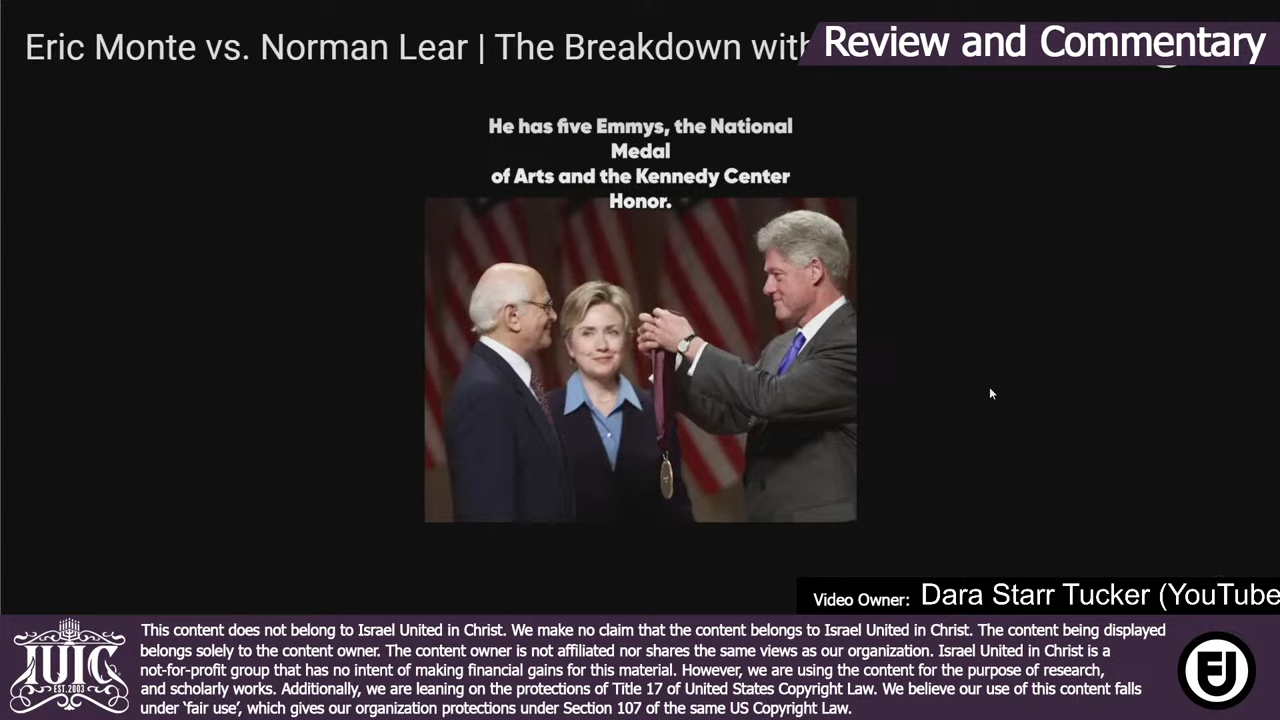 Eric Monte vs. Norman Lear | The Breakdown with
Review and Commentary
He has five Emmys, the National
Medal
of Arts and the Kennedy Center
Honor.
Video Owner: Dara Starr Tucker (YouTube
This content does not belong to Israel United in Christ. We make no claim that the content belongs to Israel United in Christ. The content being displayed
belongs solely to the content owner. The content owner is not affiliated nor shares the same views as our organization. Israel United in Christ is a
not-for-profit group that has no intent of making financial gains for this material. However, we are using the content for the purpose of research,
and scholarly works. Additionally, we are leaning on the protections of Title 17 of United States Copyright Law. We believe our use of this content falls
under 'fair use', which gives our organization protections under Section 107 of the same US Copyright Law.
IUIC
EST. 2003